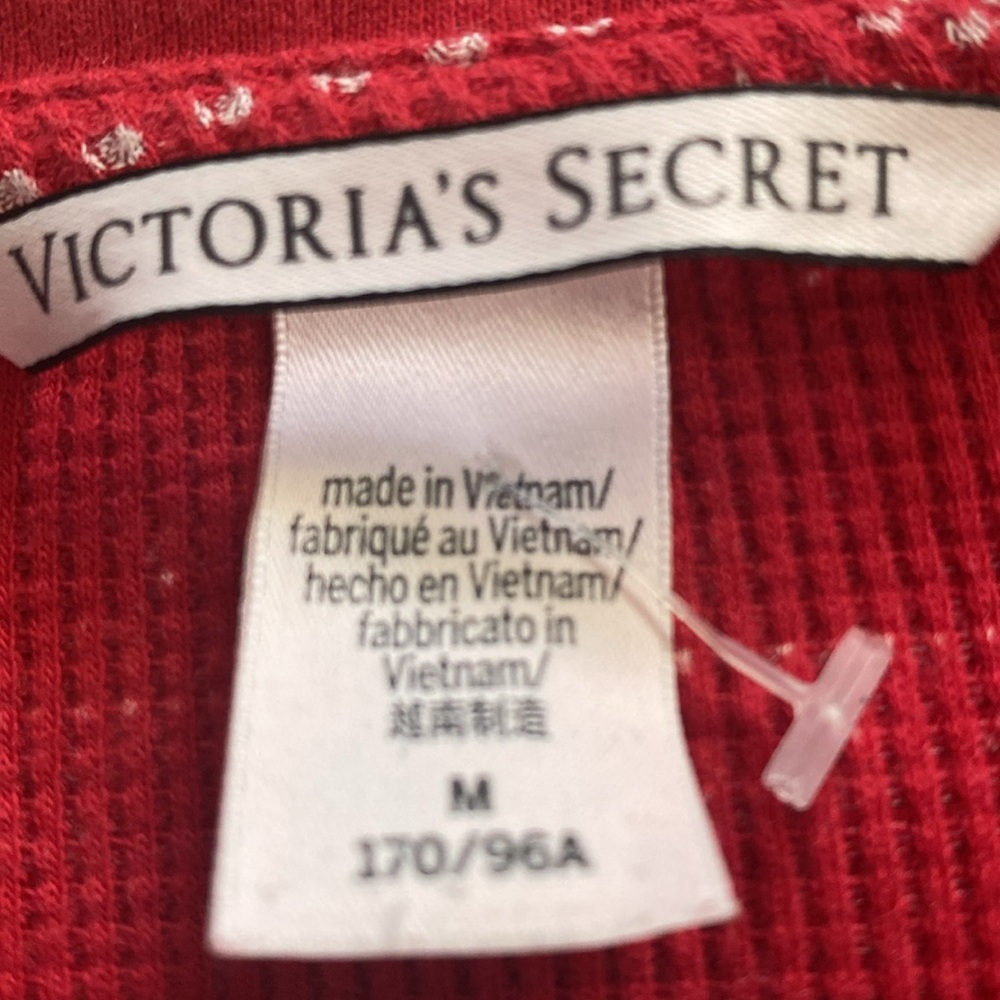 VICTORIA'S SECRET
made in Vietnam/
fabriqué au Vietnam/
hecho en Vietnam/
fabbricato in
Vietnam/
越南制造
M
170/96A